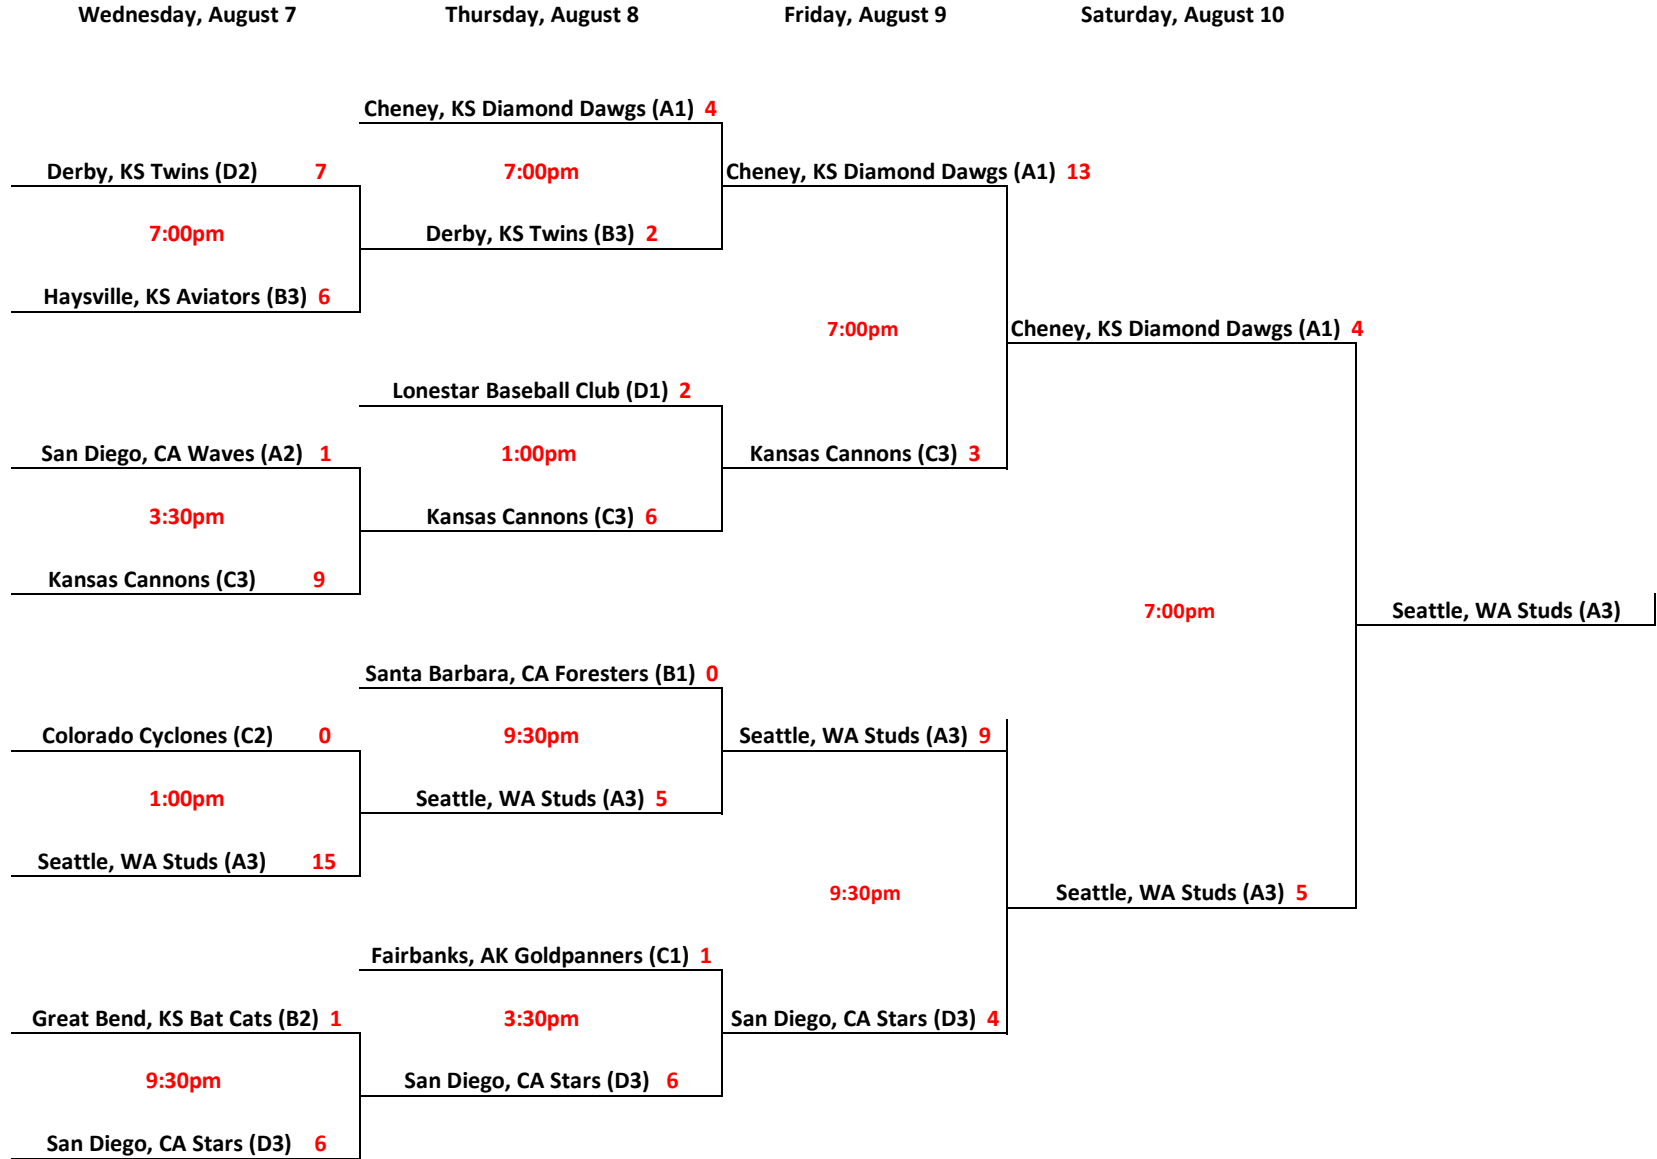 Wednesday, August 7 Thursday, August 8 Friday, August 9 Saturday, August 10
Cheney, KS Diamond Dawgs (A1) 4
Derby, KS Twins (D2) 7 7:00pm Cheney, KS Diamond Dawgs (A1) 13
7:00pm Derby, KS Twins (B3) 2
Haysville, KS Aviators (B3) 6
7:00pm Cheney, KS Diamond Dawgs (A1) 4
Lonestar Baseball Club (D1) 2
San Diego, CA Waves (A2) 1 1:00pm Kansas Cannons (C3) 3
3:30pm Kansas Cannons (C3) 6
Kansas Cannons (C3) 9
7:00pm Seattle, WA Studs (A3)
Santa Barbara, CA Foresters (B1) 0
Colorado Cyclones (C2) 0 9:30pm Seattle, WA Studs (A3) 9
1:00pm Seattle, WA Studs (A3) 5
Seattle, WA Studs (A3) 15
9:30pm Seattle, WA Studs (A3) 5
Fairbanks, AK Goldpanners (C1) 1
Great Bend, KS Bat Cats (B2) 1 3:30pm San Diego, CA Stars (D3) 4
9:30pm San Diego, CA Stars (D3) 6
San Diego, CA Stars (D3) 6